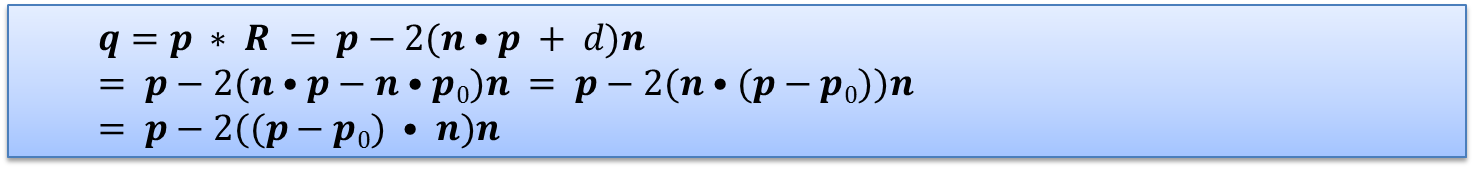 q = p * R = p − 2(n • p + d)n
= p − 2(n • p − n • p₀)n = p − 2(n • (p − p₀))n
= p − 2((p − p₀) • n)n